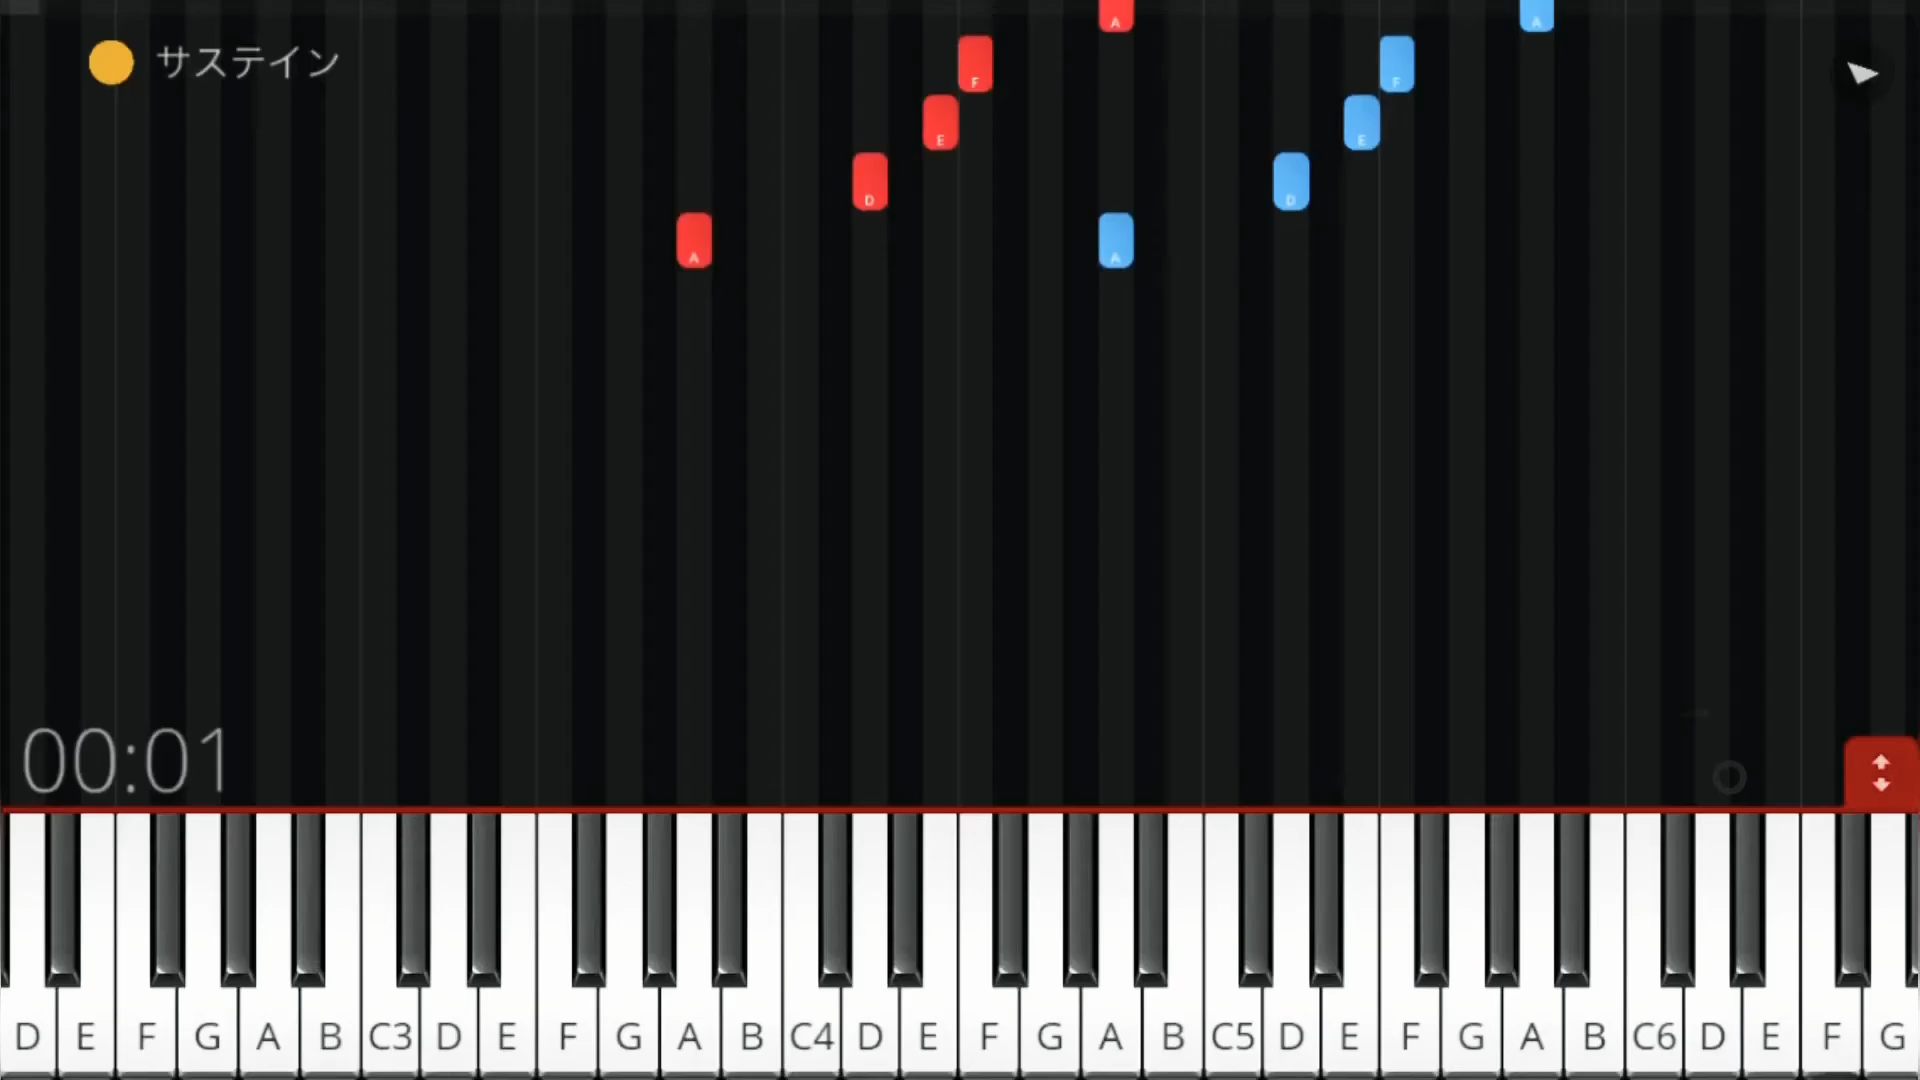 A A
サステイン
F F
E E
D D
A A
00:01
D E F G A B C3 D E F G A B C4 D E F G A B C5 D E F G A B C6 D E F G